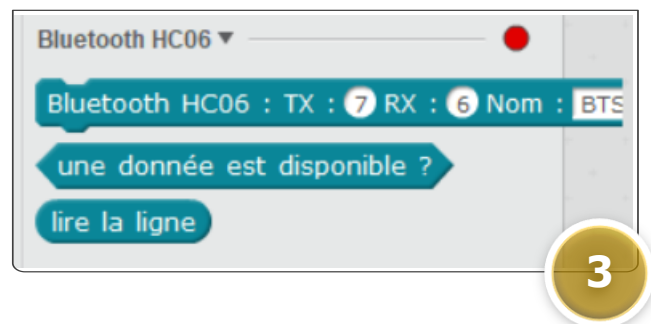 Bluetooth HC06 ▼
Bluetooth HC06 : TX : 7 RX : 6 Nom : BTS
une donnée est disponible ?
lire la ligne
3